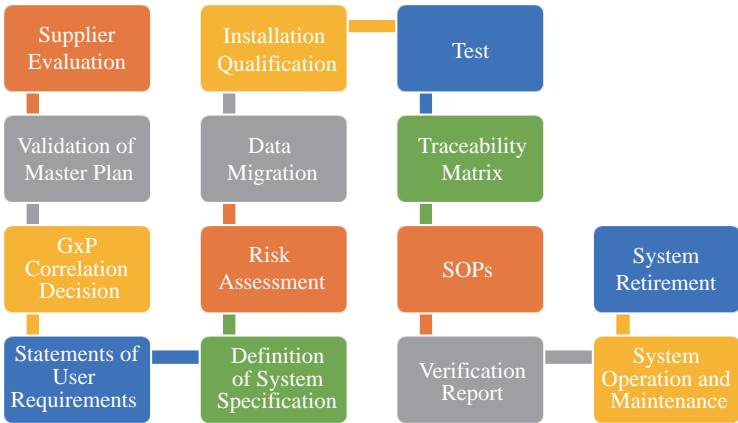 Supplier
Evaluation
Validation of
Master Plan
GxP
Correlation
Decision
Statements of
User
Requirements
Definition
of System
Specification
Risk
Assessment
Data
Migration
Installation
Qualification
Test
Traceability
Matrix
SOPs
Verification
Report
System
Operation and
Maintenance
System
Retirement